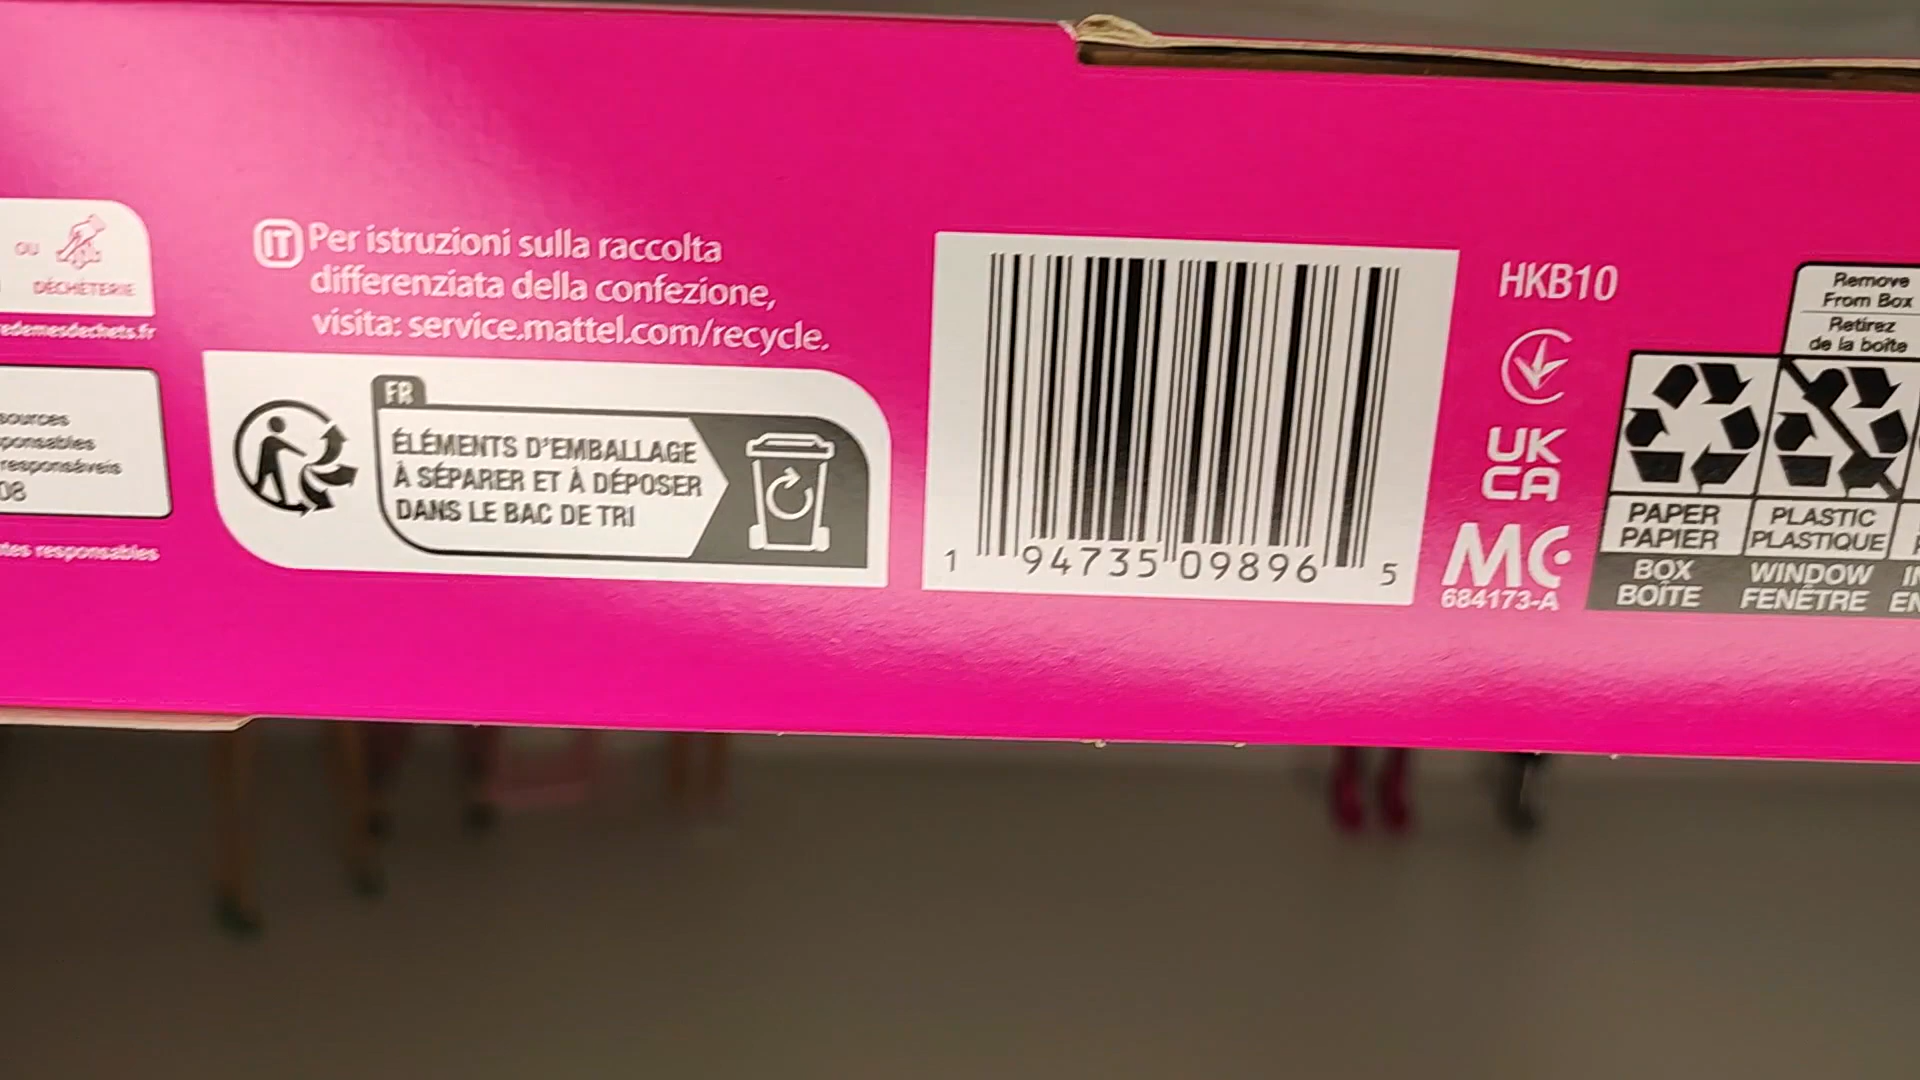 OU
DÉCHÈTERIE
edemesdechets.fr
sources
ponsables
responsáveis
08
tes responsables
IT Per istruzioni sulla raccolta
differenziata della confezione,
visita: service.mattel.com/recycle.
FR
ÉLÉMENTS D'EMBALLAGE
À SÉPARER ET À DÉPOSER
DANS LE BAC DE TRI
1 94735 09896 5
HKB10
UK
CA
MC
684173-A
Remove
From Box
Retirez
de la boîte
PAPER
PAPIER
BOX
BOÎTE
PLASTIC
PLASTIQUE
WINDOW
FENÊTRE